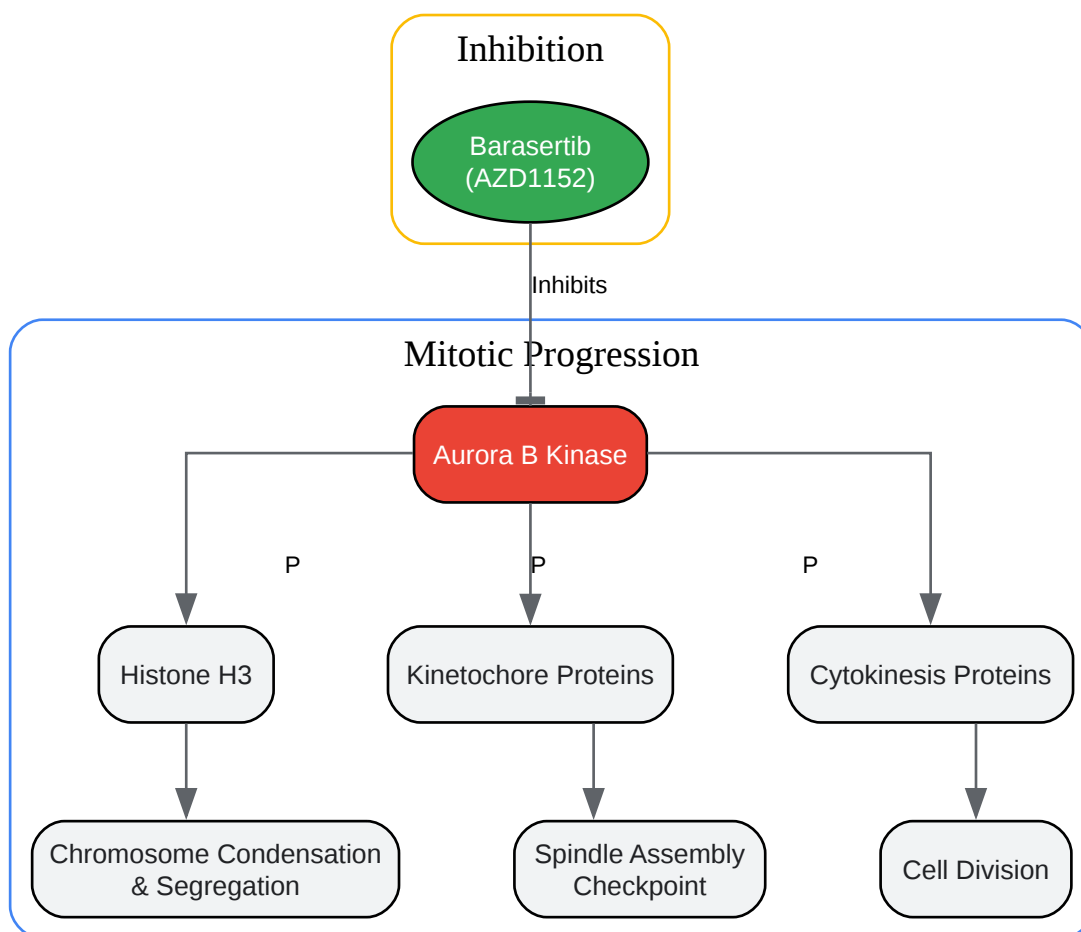 Inhibition
Barasertib
(AZD1152)
Inhibits
Mitotic Progression
Aurora B Kinase
P
P
P
Histone H3
Kinetochore Proteins
Cytokinesis Proteins
Chromosome Condensation
& Segregation
Spindle Assembly
Checkpoint
Cell Division